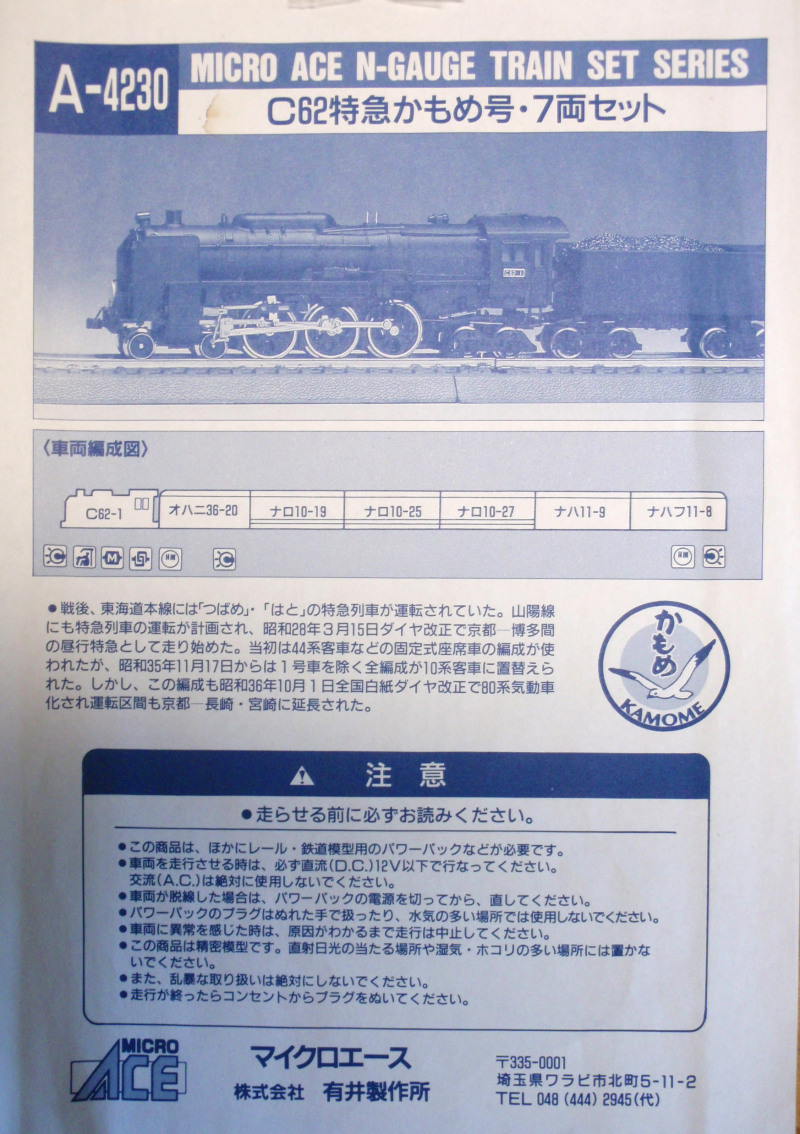 A-4230
MICRO ACE N-GAUGE TRAIN SET SERIES
C62特急かもめ号・7両セット
C62 1
〈車両編成図〉
C62-1
オハニ36-20
ナロ10-19
ナロ10-25
ナロ10-27
ナハ11-9
ナハフ11-8
M
HM
HM
●戦後、東海道本線には「つばめ」・「はと」の特急列車が運転されていた。山陽線
にも特急列車の運転が計画され、昭和28年3月15日ダイヤ改正で京都―博多間
の昼行特急として走り始めた。当初は44系客車などの固定式座席車の編成が使
われたが、昭和35年11月17日からは1号車を除く全編成が10系客車に置替えら
れた。しかし、この編成も昭和36年10月1日全国白紙ダイヤ改正で80系気動車
化され運転区間も京都―長崎・宮崎に延長された。
かもめ
KAMOME
注意
●走らせる前に必ずお読みください。
●この商品は、ほかにレール・鉄道模型用のパワーパックなどが必要です。
●車両を走行させる時は、必ず直流(D.C.)12V以下で行なってください。
交流(A.C.)は絶対に使用しないでください。
●車両が脱線した場合は、パワーパックの電源を切ってから、直してください。
●パワーパックのプラグはぬれた手で扱ったり、水気の多い場所では使用しないでください。
●車両に異常を感じた時は、原因がわかるまで走行は中止してください。
●この商品は精密模型です。直射日光の当たる場所や湿気・ホコリの多い場所には置かな
いでください。
●また、乱暴な取り扱いは絶対にしないでください。
●走行が終ったらコンセントからプラグをぬいてください。
MICRO
ACE
マイクロエース
株式会社 有井製作所
〒335-0001
埼玉県ワラビ市北町5-11-2
TEL 048 (444) 2945(代)